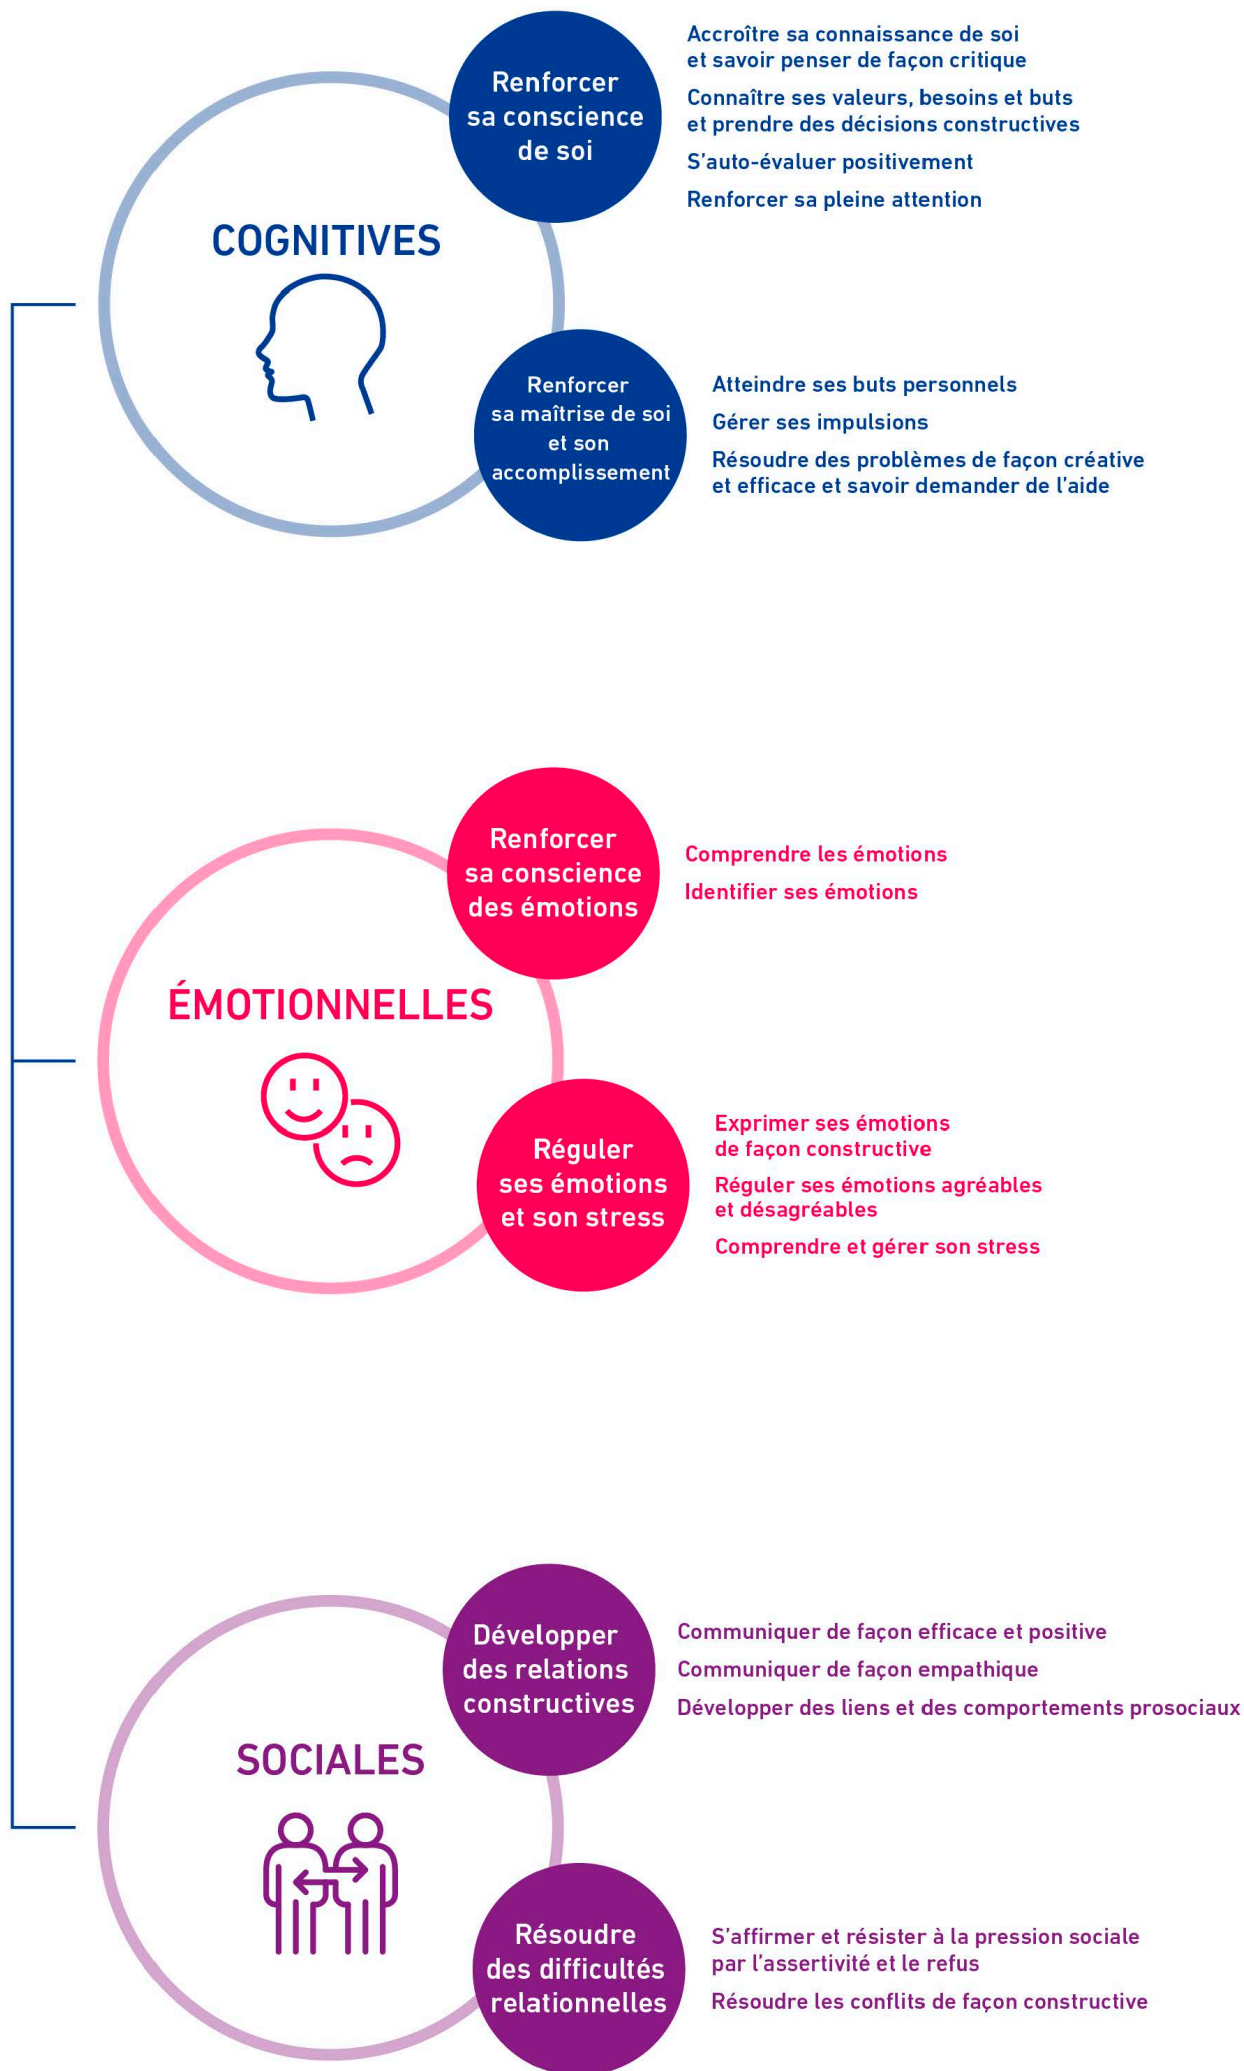 COGNITIVES
Renforcer
sa conscience
de soi
Accroître sa connaissance de soi
et savoir penser de façon critique
Connaître ses valeurs, besoins et buts
et prendre des décisions constructives
S'auto-évaluer positivement
Renforcer sa pleine attention
Renforcer
sa maîtrise de soi
et son
accomplissement
Atteindre ses buts personnels
Gérer ses impulsions
Résoudre des problèmes de façon créative
et efficace et savoir demander de l'aide
ÉMOTIONNELLES
Renforcer
sa conscience
des émotions
Comprendre les émotions
Identifier ses émotions
Réguler
ses émotions
et son stress
Exprimer ses émotions
de façon constructive
Réguler ses émotions agréables
et désagréables
Comprendre et gérer son stress
SOCIALES
Développer
des relations
constructives
Communiquer de façon efficace et positive
Communiquer de façon empathique
Développer des liens et des comportements prosociaux
Résoudre
des difficultés
relationnelles
S'affirmer et résister à la pression sociale
par l'assertivité et le refus
Résoudre les conflits de façon constructive